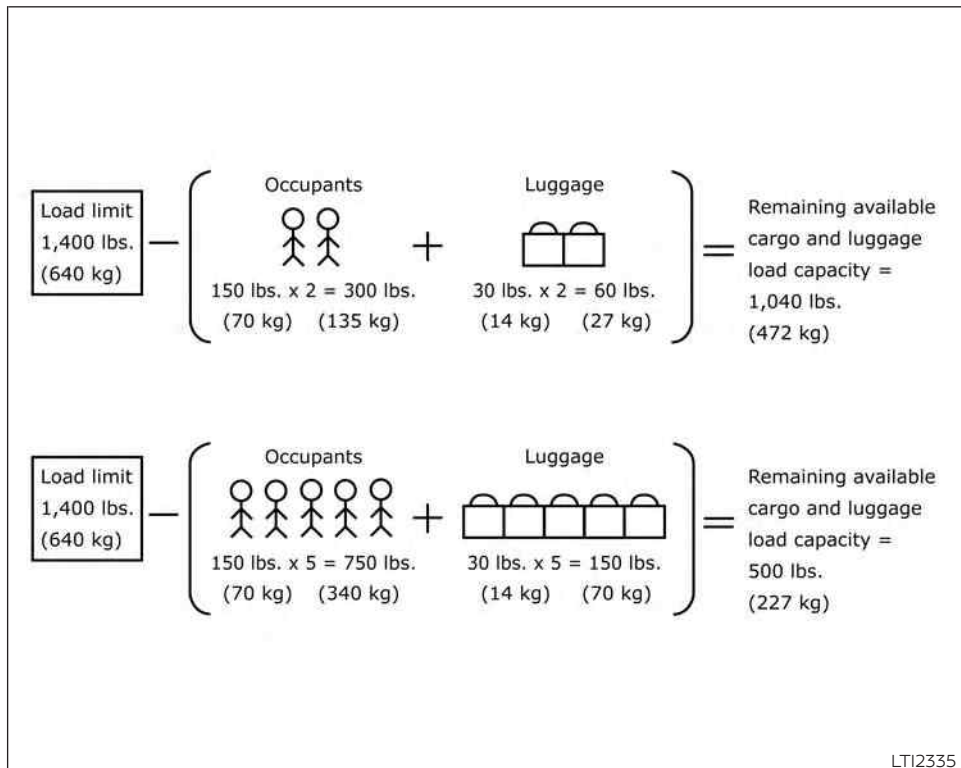 Occupants
Luggage
Load limit
1,400 lbs.
(640 kg)
150 lbs. x 2 = 300 lbs.
(70 kg) (135 kg)
30 lbs. x 2 = 60 lbs.
(14 kg) (27 kg)
Remaining available
cargo and luggage
load capacity =
1,040 lbs.
(472 kg)
Occupants
Luggage
Load limit
1,400 lbs.
(640 kg)
150 lbs. x 5 = 750 lbs.
(70 kg) (340 kg)
30 lbs. x 5 = 150 lbs.
(14 kg) (70 kg)
Remaining available
cargo and luggage
load capacity =
500 lbs.
(227 kg)
LTI2335